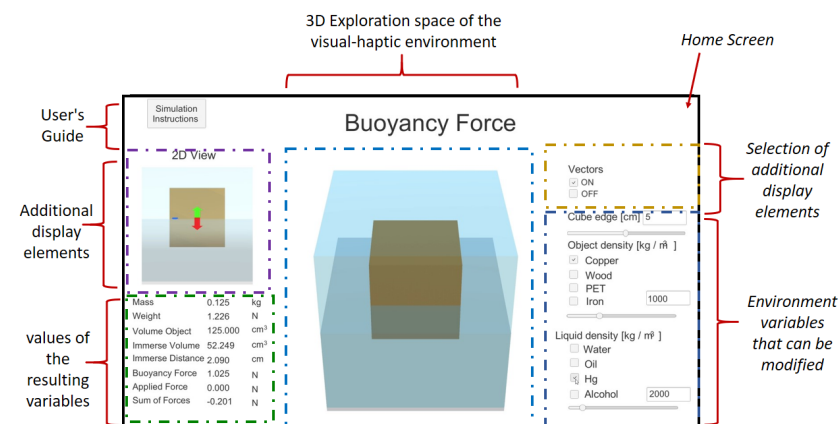 3D Exploration space of the
visual-haptic environment
Home Screen
User's
Guide
Simulation
Instructions
Buoyancy Force
2D View
Additional
display
elements
Vectors
ON
OFF
Selection of
additional
display
elements
Cube edge [cm] 5
Object density [kg / m³ ]
Copper
Wood
PET
Iron 1000
Liquid density [kg / m³ ]
Water
Oil
Hg
Alcohol 2000
Environment
variables
that can be
modified
values of
the
resulting
variables
Mass 0.125 kg
Weight 1.226 N
Volume Object 125.000 cm³
Immerse Volume 52.249 cm³
Immerse Distance 2.090 cm
Buoyancy Force 1.025 N
Applied Force 0.000 N
Sum of Forces -0.201 N